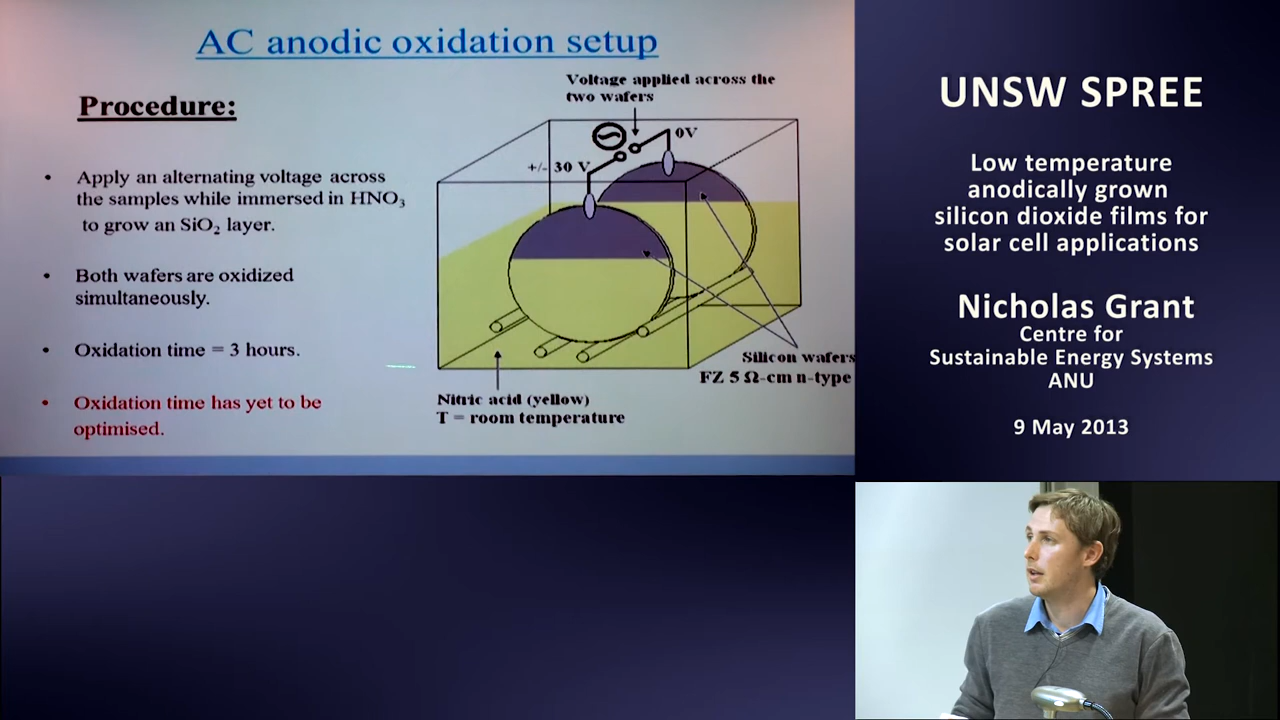 AC anodic oxidation setup
Procedure:
• Apply an alternating voltage across
the samples while immersed in HNO3
to grow an SiO2 layer.
• Both wafers are oxidized
simultaneously.
• Oxidation time = 3 hours.
• Oxidation time has yet to be
optimised.
Voltage applied across the
two wafers
0V
+/- 30 V
Silicon wafers
FZ 5 Ω-cm n-type
Nitric acid (yellow)
T = room temperature
UNSW SPREE
Low temperature
anodically grown
silicon dioxide films for
solar cell applications
Nicholas Grant
Centre for
Sustainable Energy Systems
ANU
9 May 2013